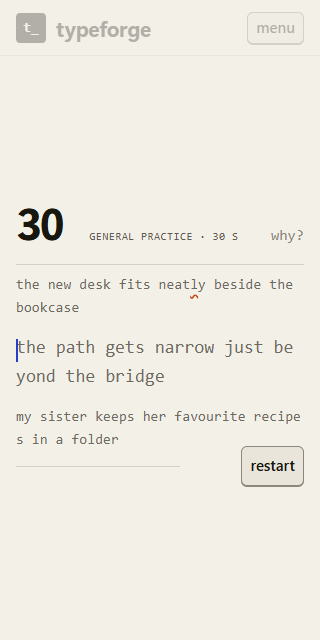 t_ typeforge menu
30 GENERAL PRACTICE · 30 S why?
the new desk fits neatly beside the
bookcase
the path gets narrow just be
yond the bridge
my sister keeps her favourite recipe
s in a folder
restart